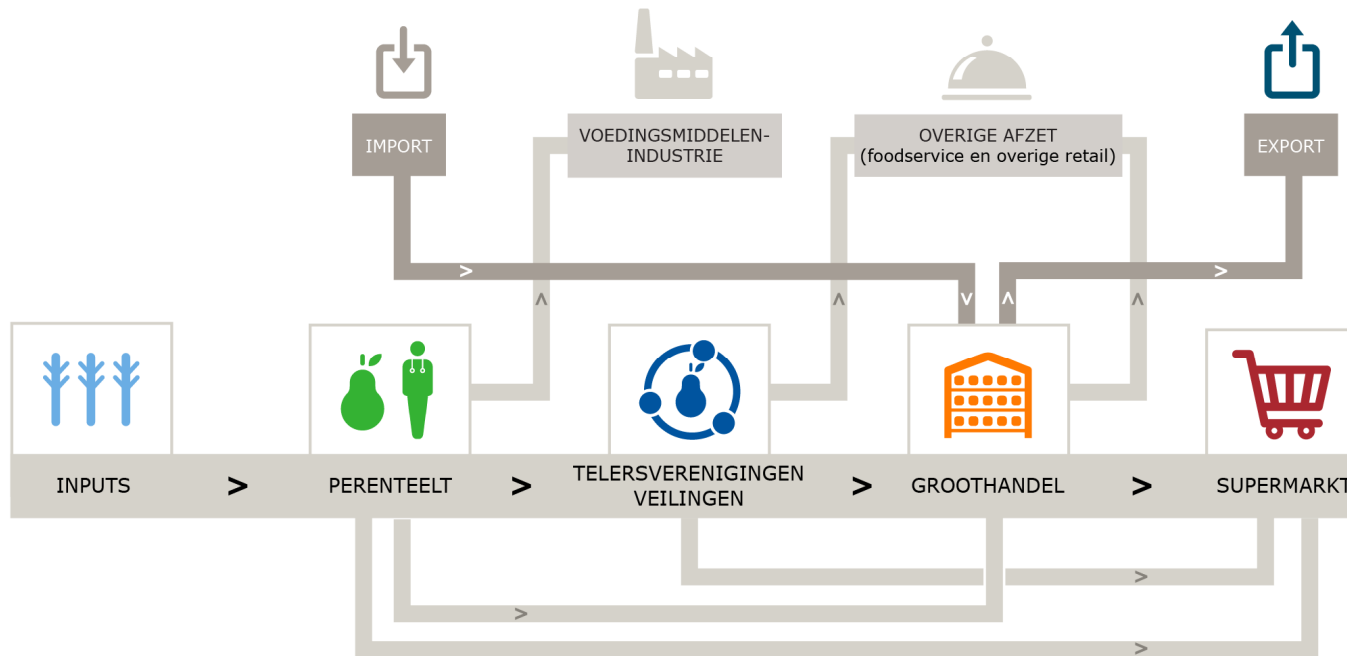 IMPORT
VOEDINGSMIDDELEN-
INDUSTRIE
OVERIGE AFZET
(foodservice en overige retail)
EXPORT
INPUTS
>
PERENTEELT
>
TELERSVERENIGINGEN
VEILINGEN
>
GROOTHANDEL
>
SUPERMARKT